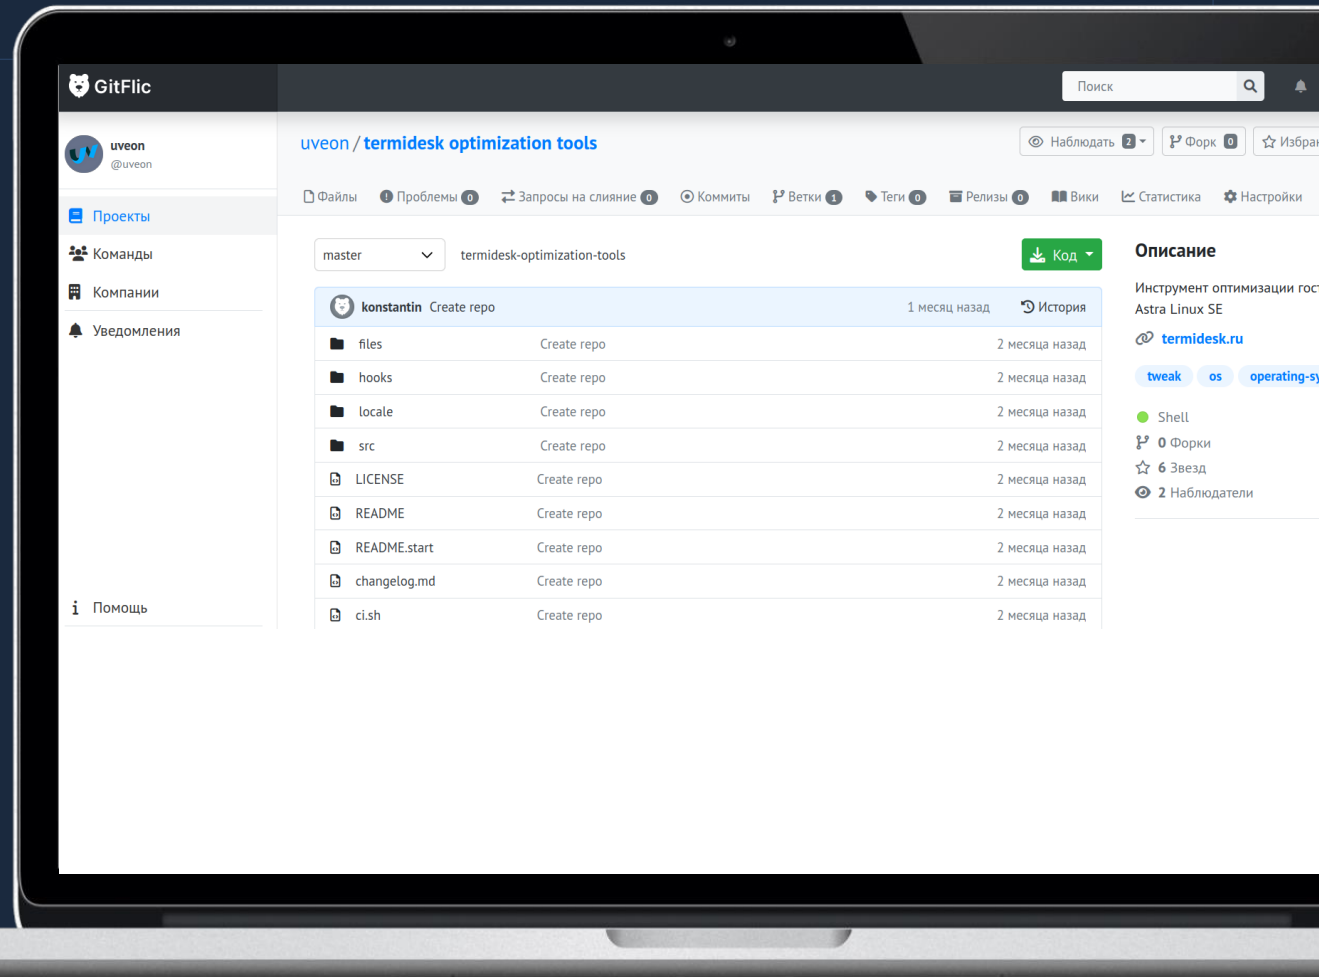 GitFlic
Поиск
uveon
@uveon
uveon / termidesk optimization tools
Наблюдать 2
Форк 0
Файлы
Проблемы 0
Запросы на слияние 0
Коммиты
Ветки 1
Теги 0
Релизы 0
Вики
Статистика
Настройки
Проекты
Команды
Компании
Уведомления
Помощь
master
termidesk-optimization-tools
Код
konstantin Create repo 1 месяц назад История
files Create repo 2 месяца назад
hooks Create repo 2 месяца назад
locale Create repo 2 месяца назад
src Create repo 2 месяца назад
LICENSE Create repo 2 месяца назад
README Create repo 2 месяца назад
README.start Create repo 2 месяца назад
changelog.md Create repo 2 месяца назад
ci.sh Create repo 2 месяца назад
Описание
Инструмент оптимизации
Astra Linux SE
termidesk.ru
tweak os
Shell
0 Форки
6 Звезд
2 Наблюдатели